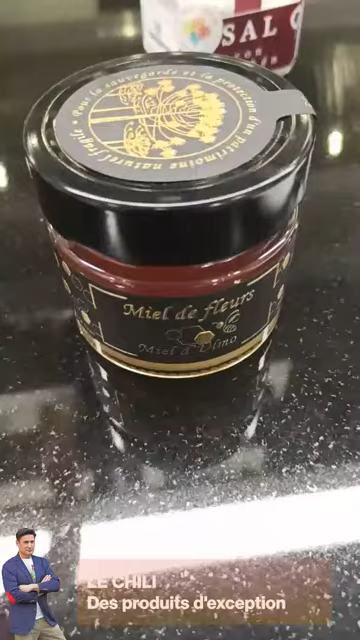 SAL
• Pour la sauvegarde et la protection d'un patrimoine naturel fragile
Miel de fleurs
Miel d'Elmo
LE CHILI
Des produits d'exception